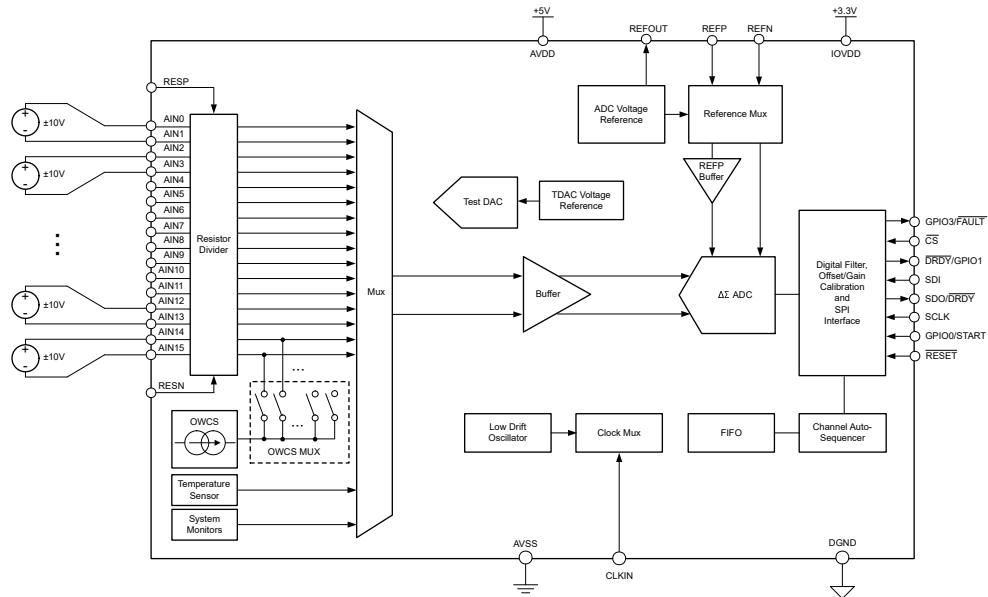 +5V
+3.3V
REFOUT
REFP
REFN
AVDD
IOVDD
RESP
+
-
±10V
AIN0
AIN1
AIN2
+
-
±10V
AIN3
AIN4
AIN5
AIN6
AIN7
AIN8
AIN9
AIN10
AIN11
+
-
±10V
AIN12
AIN13
AIN14
+
-
±10V
AIN15
RESN
Resistor
Divider
...
...
OWCS
OWCS MUX
Temperature
Sensor
System
Monitors
Mux
ADC Voltage
Reference
Reference Mux
REFP
Buffer
Test DAC
TDAC Voltage
Reference
Buffer
ΔΣ ADC
Digital Filter,
Offset/Gain
Calibration
and
SPI
Interface
GPIO3/FAULT
CS
DRDY/GPIO1
SDI
SDO/DRDY
SCLK
GPIO0/START
RESET
Low Drift
Oscillator
Clock Mux
FIFO
Channel Auto-
Sequencer
AVSS
CLKIN
DGND